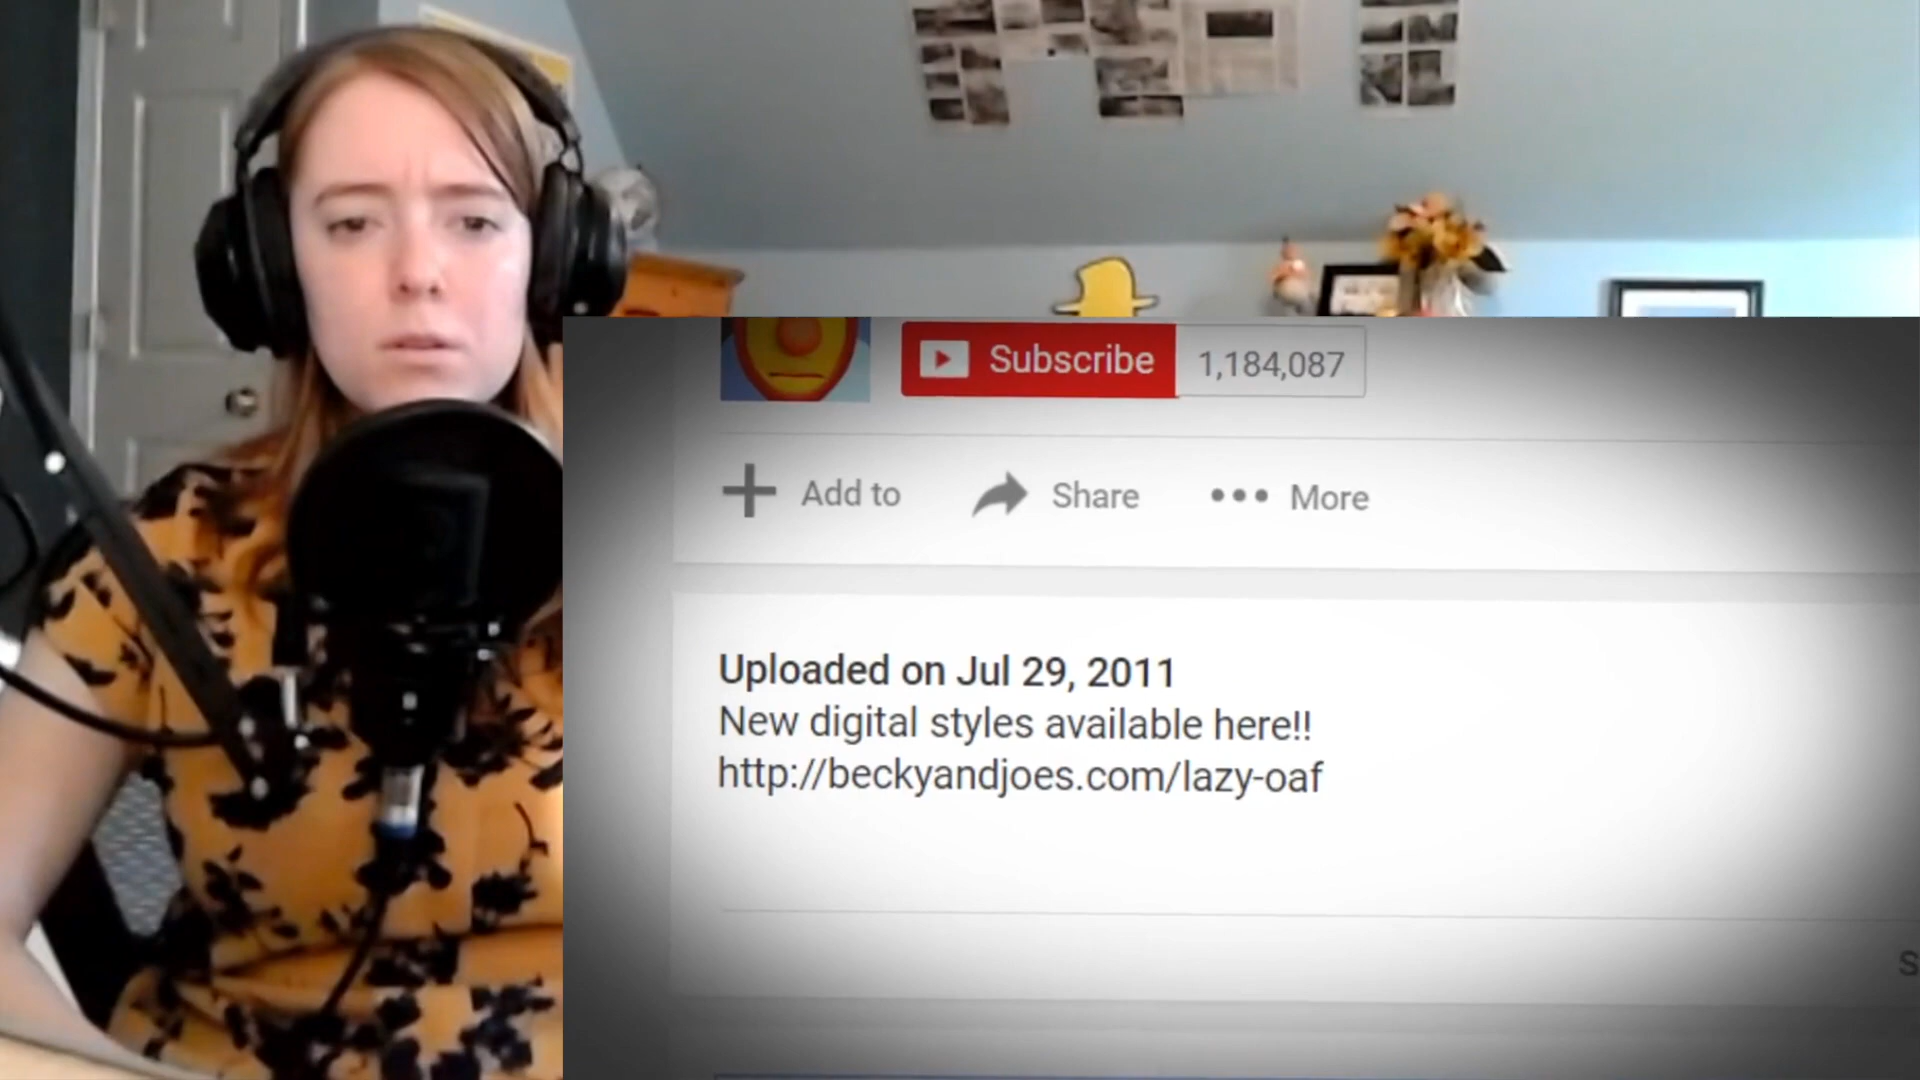 Subscribe 1,184,087
Add to Share More
Uploaded on Jul 29, 2011
New digital styles available here!!
http://beckyandjoes.com/lazy-oaf